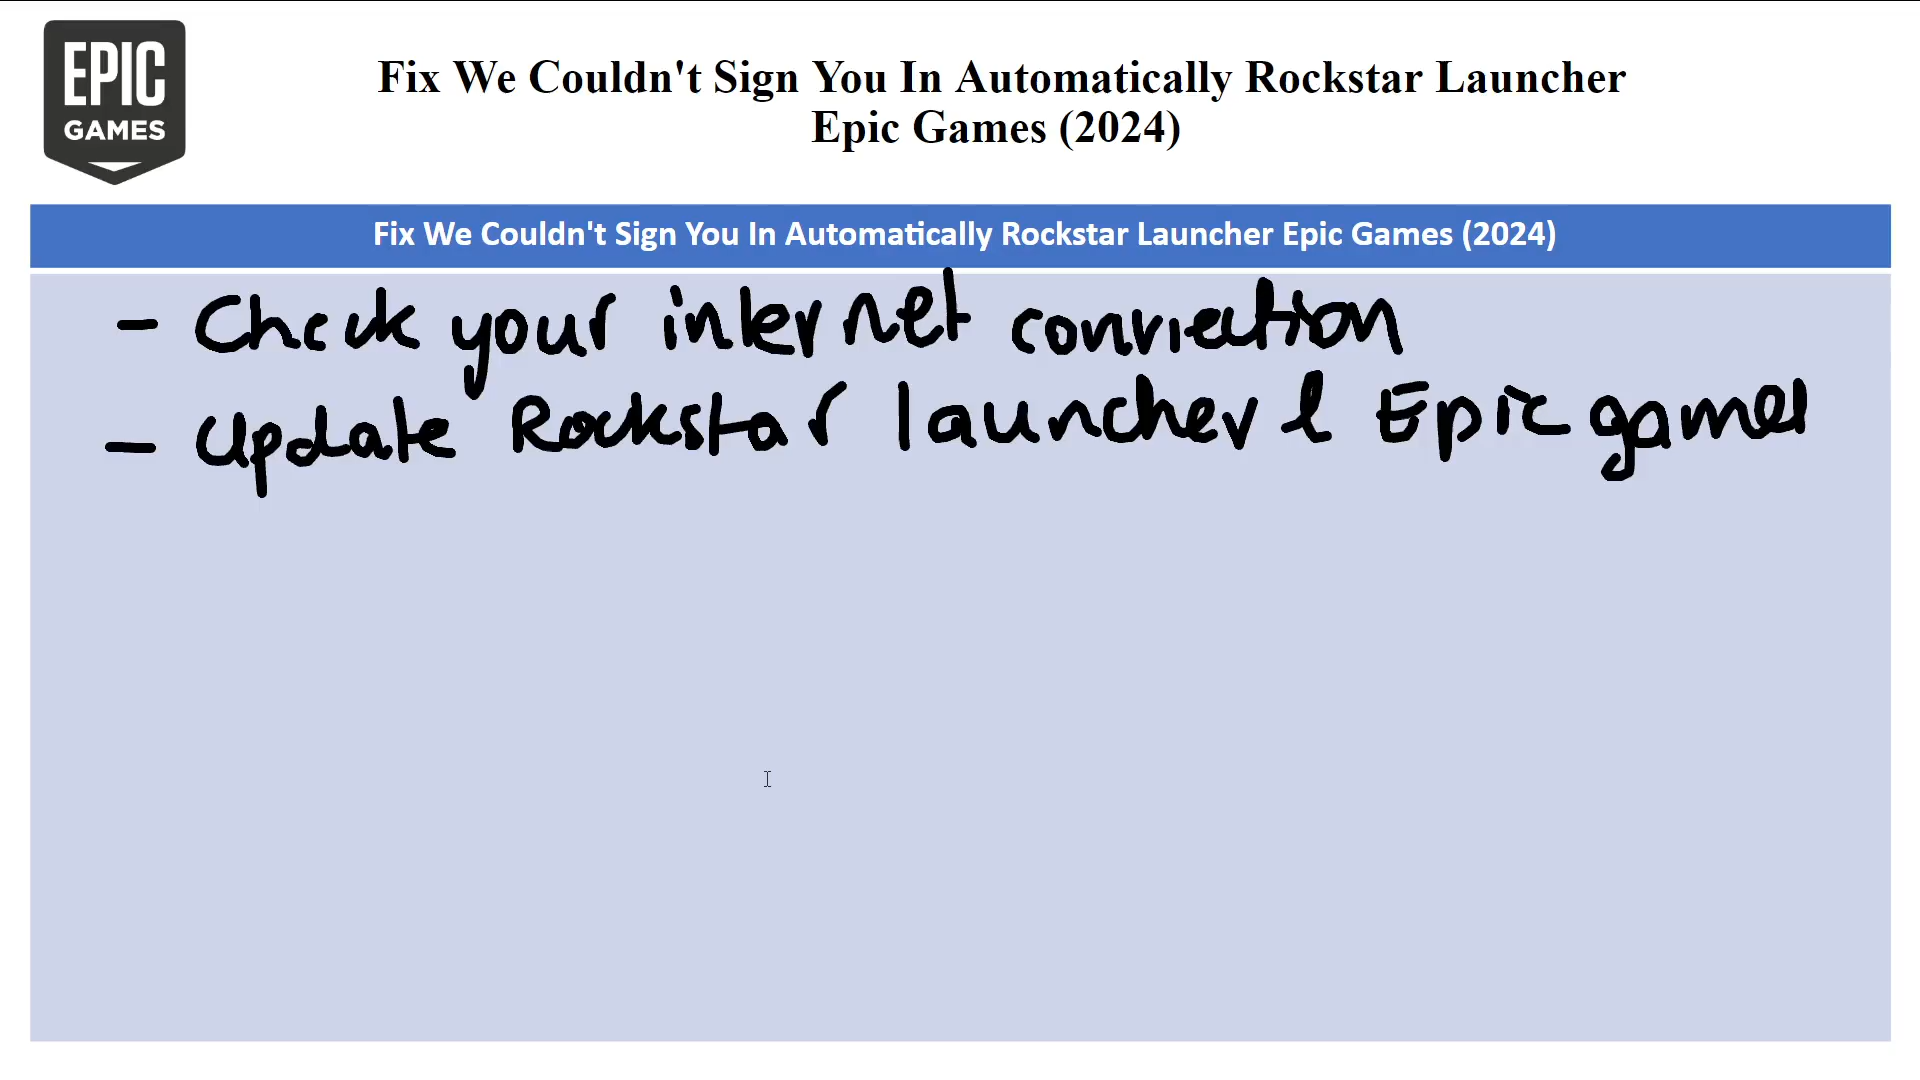 EPIC
GAMES
Fix We Couldn't Sign You In Automatically Rockstar Launcher
Epic Games (2024)
Fix We Couldn't Sign You In Automatically Rockstar Launcher Epic Games (2024)
- Check your internet connection
- Update Rockstar launcher & Epic games